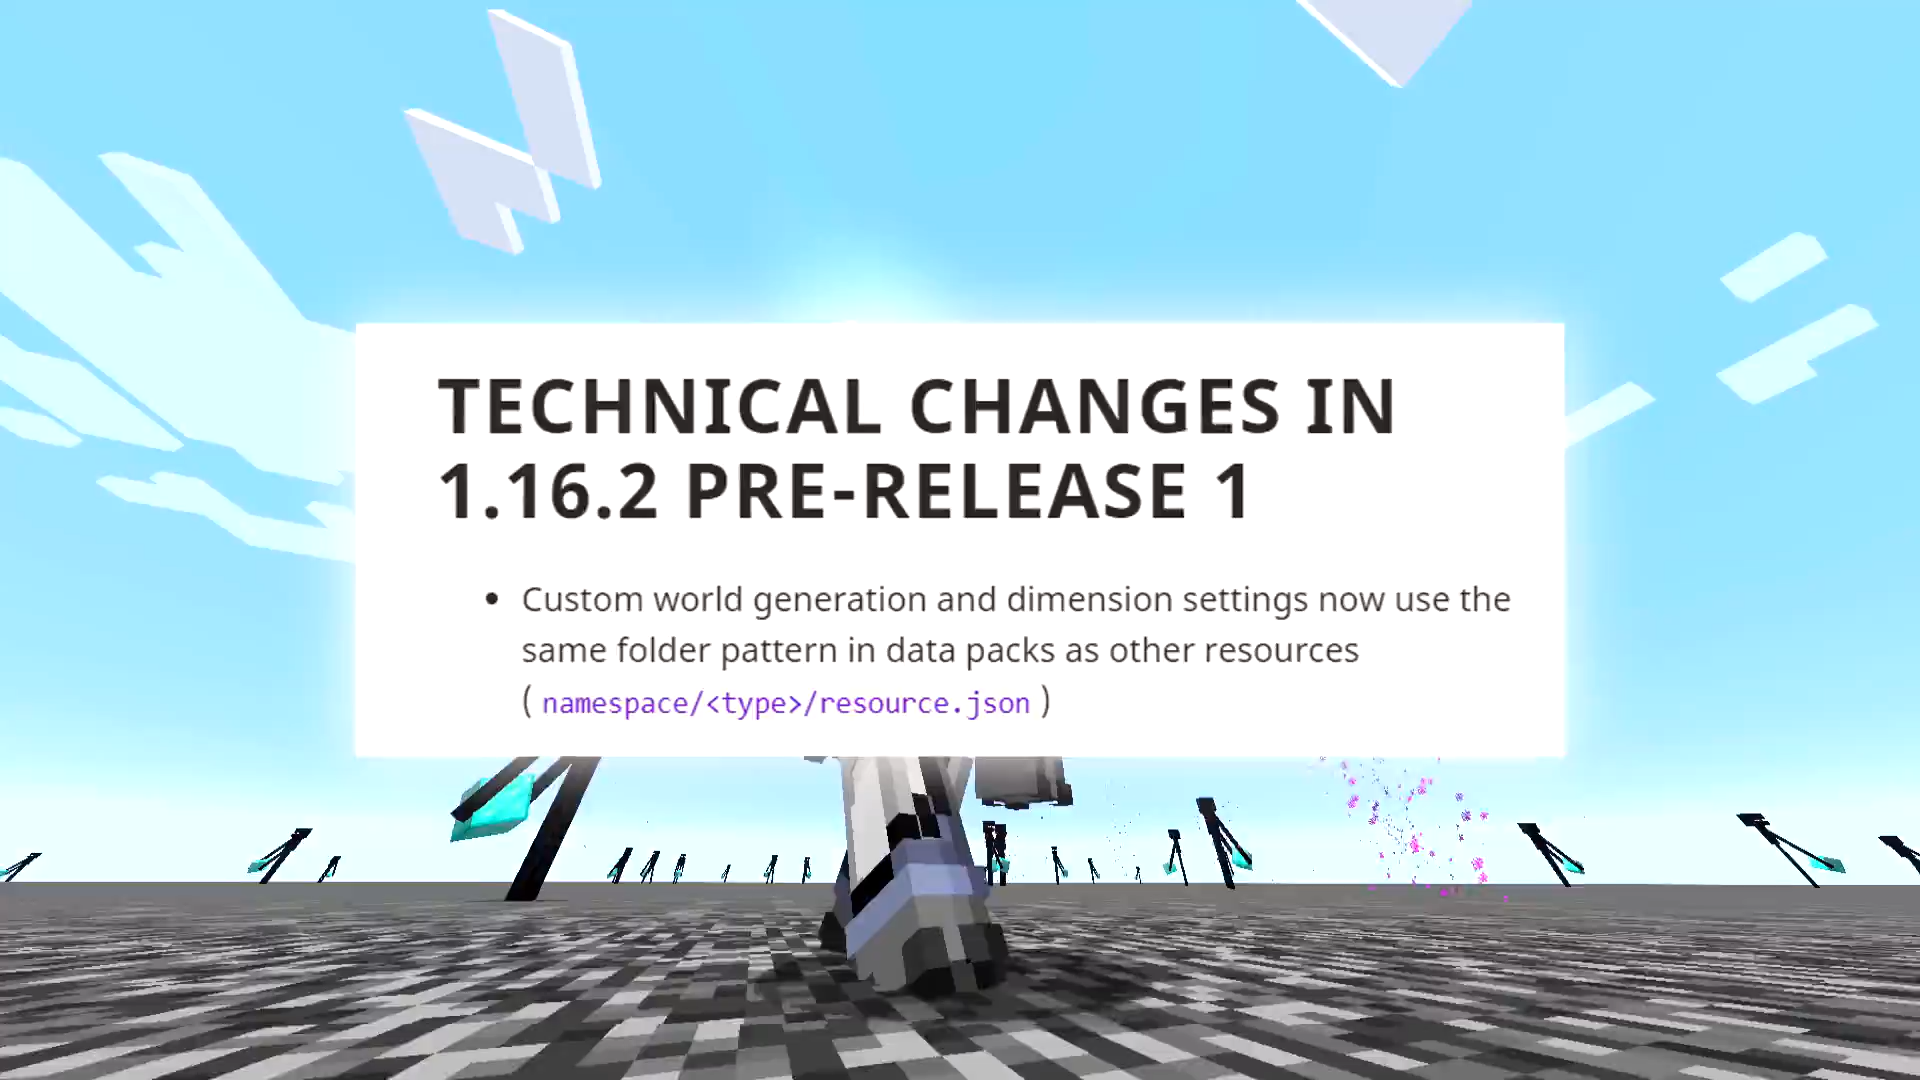 TECHNICAL CHANGES IN
1.16.2 PRE-RELEASE 1
• Custom world generation and dimension settings now use the
same folder pattern in data packs as other resources
( namespace/<type>/resource.json )